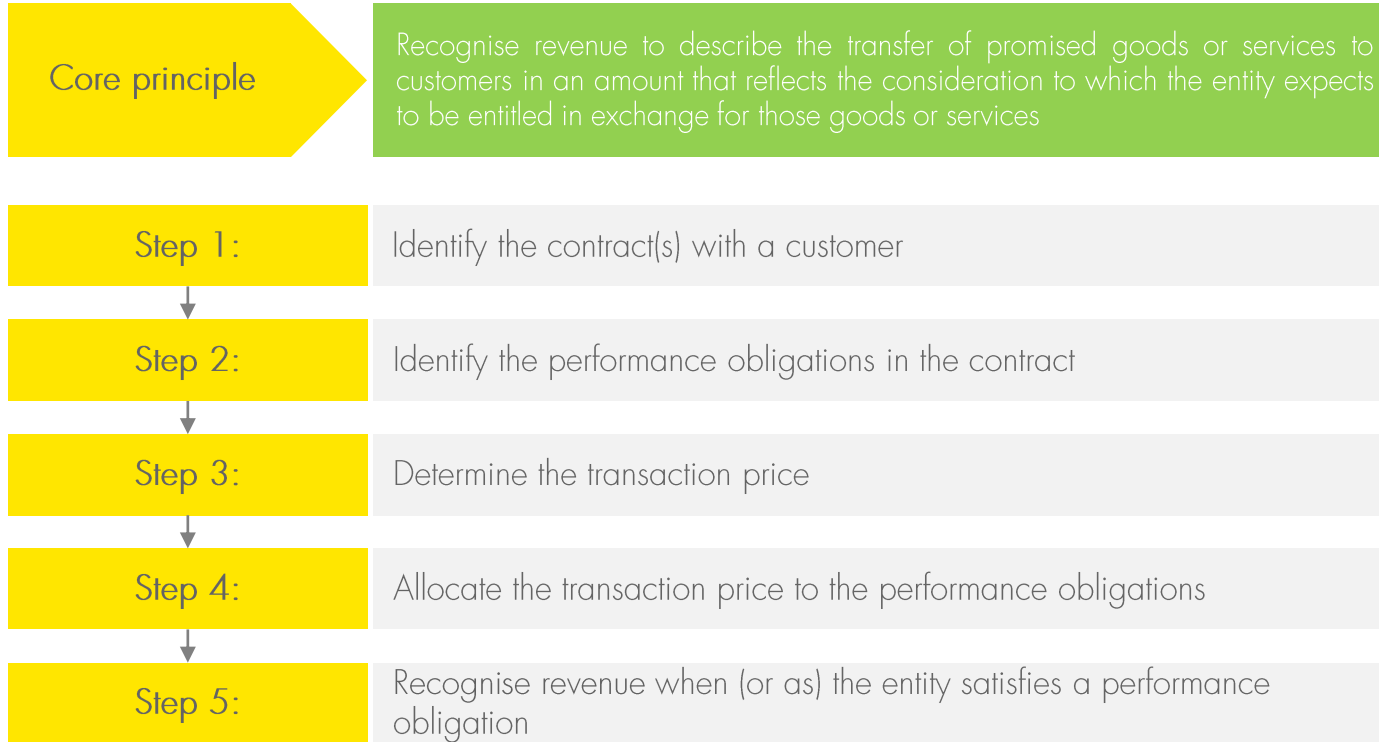 Core principle
Recognise revenue to describe the transfer of promised goods or services to
customers in an amount that reflects the consideration to which the entity expects
to be entitled in exchange for those goods or services
Step 1:
Identify the contract(s) with a customer
Step 2:
Identify the performance obligations in the contract
Step 3:
Determine the transaction price
Step 4:
Allocate the transaction price to the performance obligations
Step 5:
Recognise revenue when (or as) the entity satisfies a performance
obligation